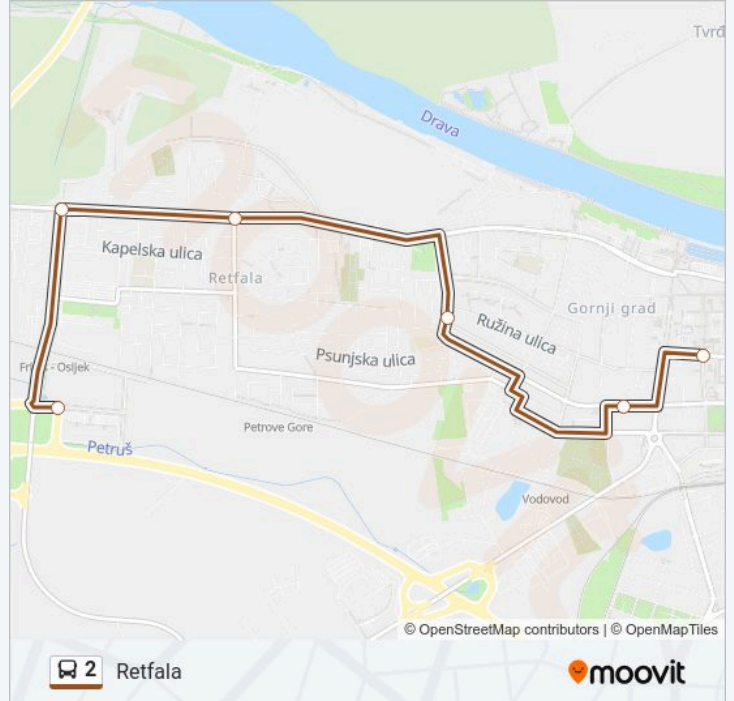 Tvrđ
Drava
Kapelska ulica
Retfala
Gornji grad
Ružina ulica
Psunjska ulica
- Osijek
Petrove Gore
Petruš
Vodovod
© OpenStreetMap contributors | © OpenMapTiles
2 Retfala
moovit